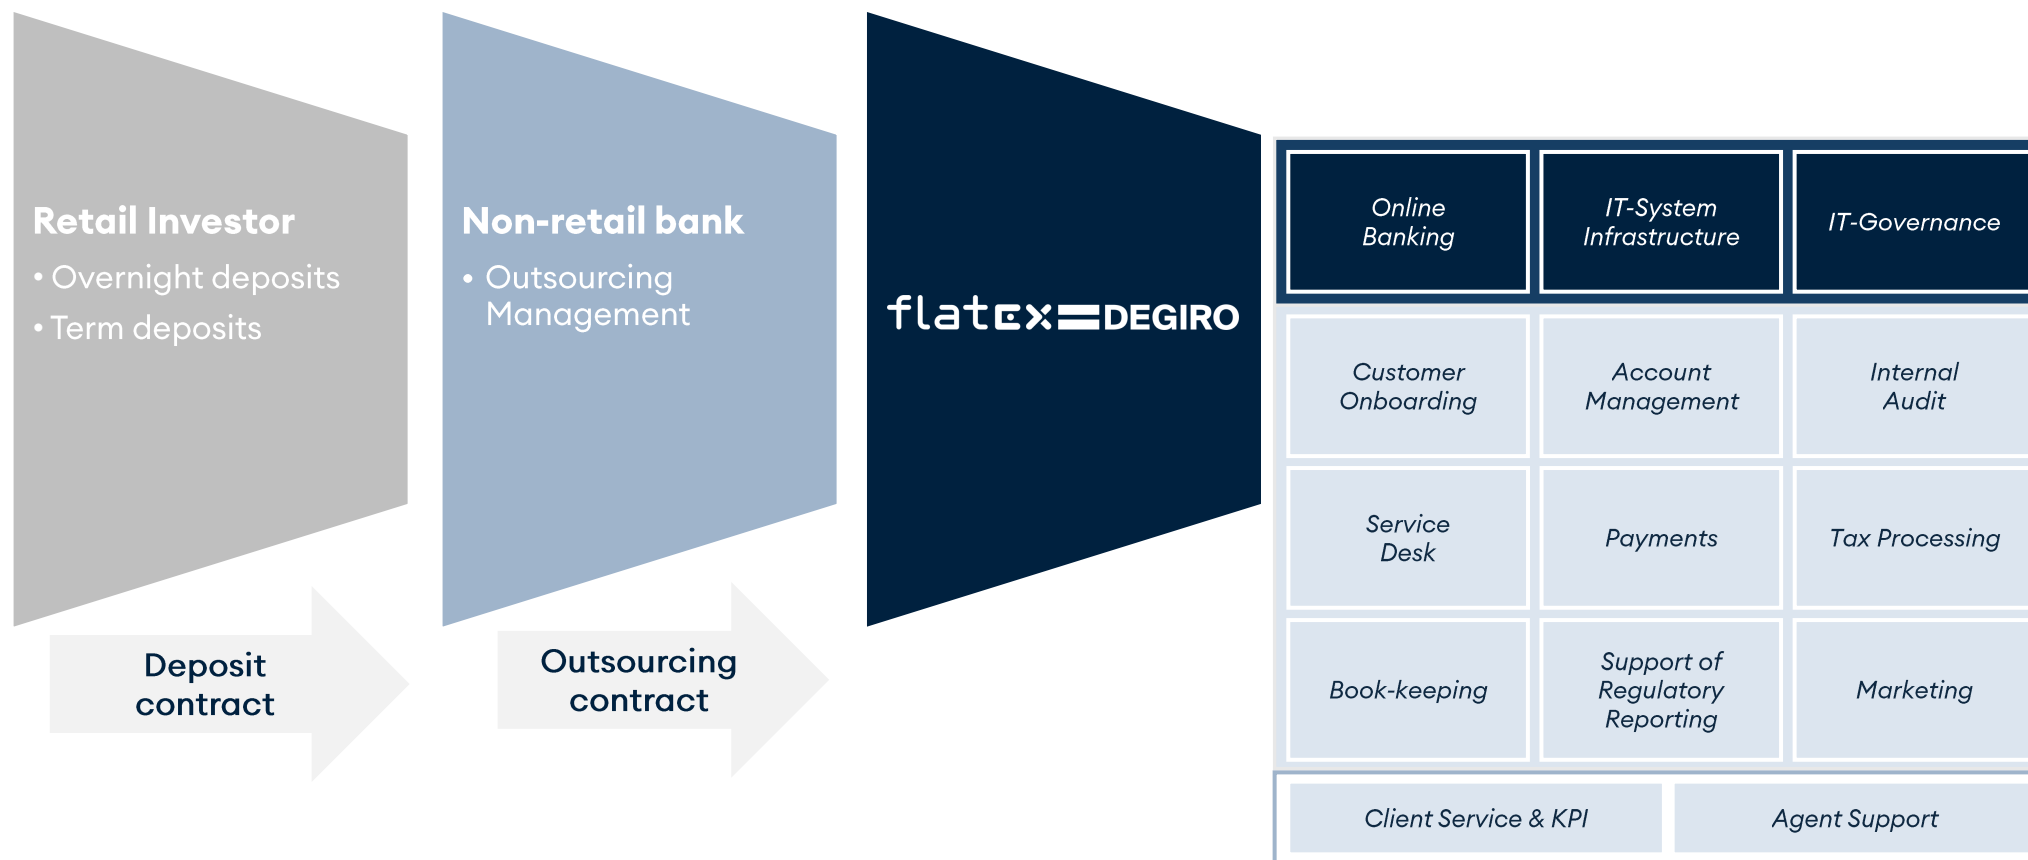 Retail Investor
• Overnight deposits
• Term deposits
Deposit
contract
Non-retail bank
• Outsourcing
Management
Outsourcing
contract
flatex=DEGIRO
Online
Banking
IT-System
Infrastructure
IT-Governance
Customer
Onboarding
Account
Management
Internal
Audit
Service
Desk
Payments
Tax Processing
Book-keeping
Support of
Regulatory
Reporting
Marketing
Client Service & KPI
Agent Support